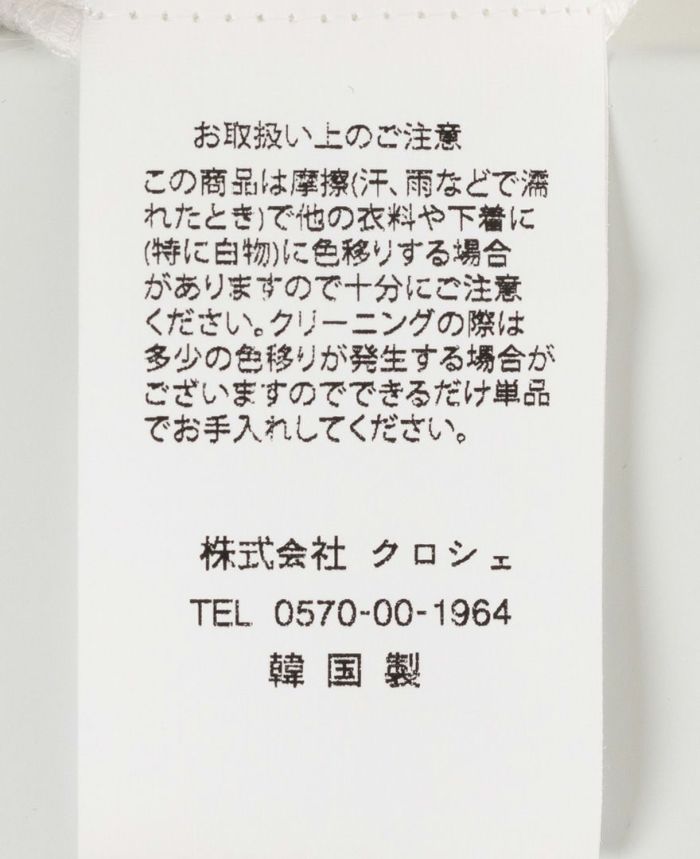 お取扱い上のご注意
この商品は摩擦(汗、雨などで濡
れたとき)で他の衣料や下着に
(特に白物)に色移りする場合
がありますので十分にご注意
ください。クリーニングの際は
多少の色移りが発生する場合が
ございますのでできるだけ単品
でお手入れしてください。
株式会社 クロシェ
TEL 0570-00-1964
韓国製